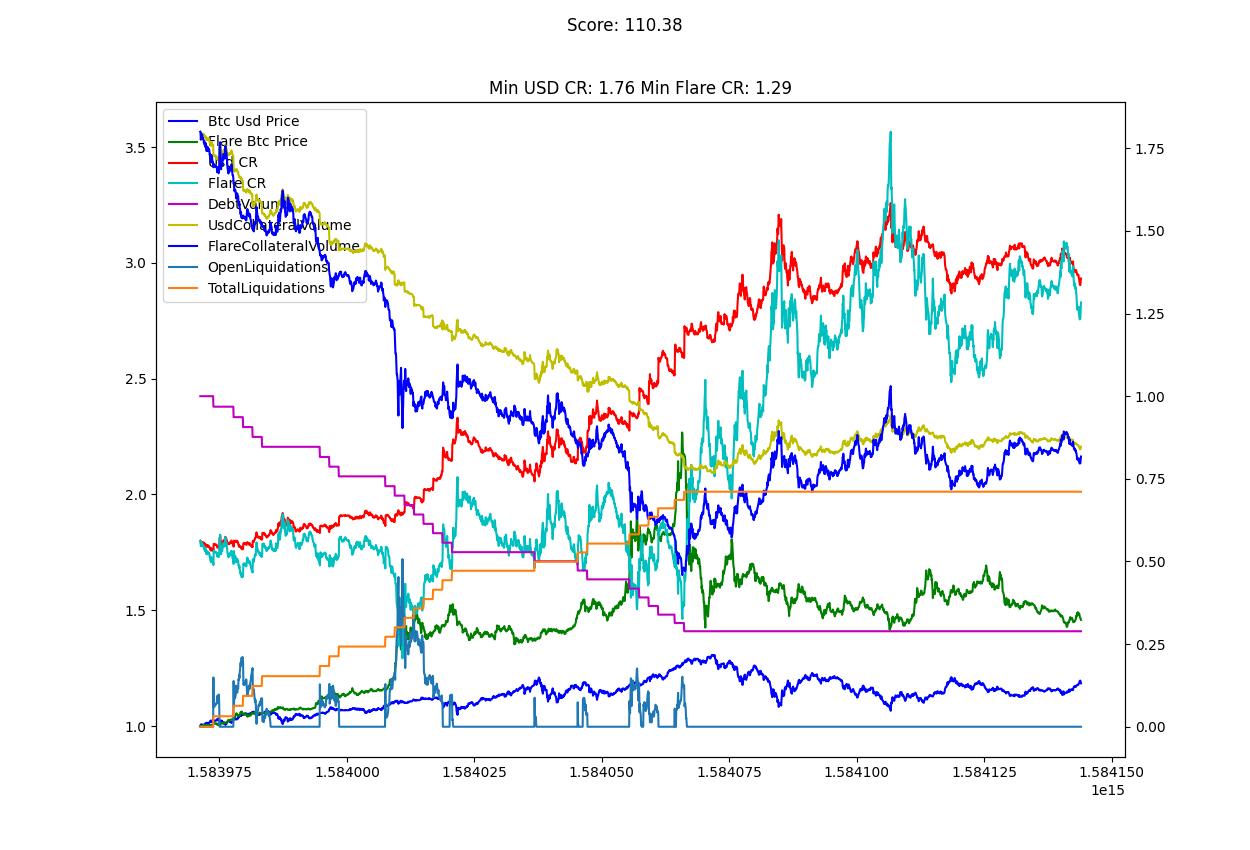 Score: 110.38
Min USD CR: 1.76 Min Flare CR: 1.29
Btc Usd Price
Flare Btc Price
Usd CR
Flare CR
DebtVolume
UsdCollateralVolume
FlareCollateralVolume
OpenLiquidations
TotalLiquidations
3.5
3.0
2.5
2.0
1.5
1.0
1.75
1.50
1.25
1.00
0.75
0.50
0.25
0.00
1.583975
1.584000
1.584025
1.584050
1.584075
1.584100
1.584125
1.584150
1e15